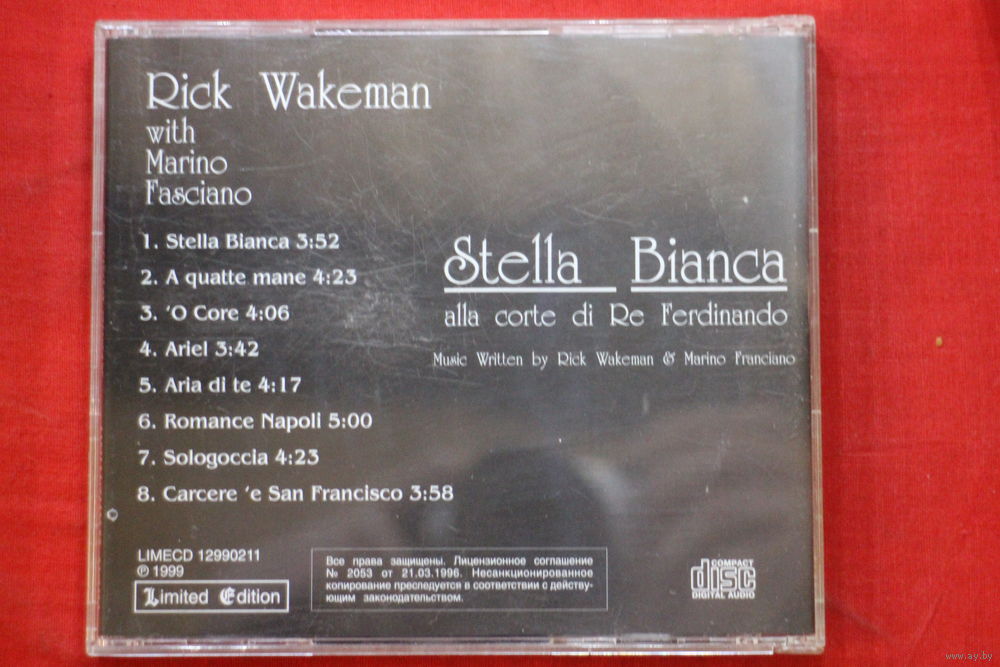 Rick Wakeman
with
Marino
Fasciano
1. Stella Bianca 3:52
2. A quatte mane 4:23
3. 'O Core 4:06
4. Ariel 3:42
5. Aria di te 4:17
6. Romance Napoli 5:00
7. Sologoccia 4:23
8. Carcere 'e San Francisco 3:58
Stella Bianca
alla corte di Re Ferdinando
Music Written by Rick Wakeman & Marino Franciano
LIMECD 12990211
℗ 1999
Limited Edition
Все права защищены. Лицензионное соглашение
№ 2053 от 21.03.1996. Несанкционированное
копирование преследуется в соответствии с действу-
ющим законодательством.
COMPACT
disc
DIGITAL AUDIO
www.ay.by